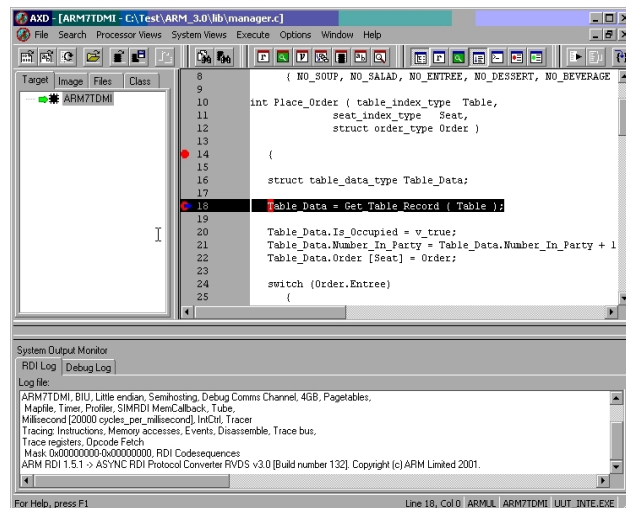 AXD - [ARM7TDMI - C:\Test\ARM_3.0\lib\manager.c]
File Search Processor Views System Views Execute Options Window Help
Target Image Files Class
ARM7TDMI
8 { NO_SOUP, NO_SALAD, NO_ENTREE, NO_DESSERT, NO_BEVERAGE
9
10 int Place_Order ( table_index_type Table,
11 seat_index_type Seat,
12 struct order_type Order )
13
14 {
15
16 struct table_data_type Table_Data;
17
18 Table_Data = Get_Table_Record ( Table );
19
20 Table_Data.Is_Occupied = v_true;
21 Table_Data.Number_In_Party = Table_Data.Number_In_Party + 1
22 Table_Data.Order [Seat] = Order;
23
24 switch (Order.Entree)
25 {
System Output Monitor
RDI Log Debug Log
Log file:
ARM7TDMI, BIU, Little endian, Semihosting, Debug Comms Channel, 4GB, Pagetables,
Mapfile, Timer, Profiler, SIMRDI MemCallback, Tube,
Millisecond [20000 cycles_per_millisecond], IntCtrl, Tracer
Tracing: Instructions, Memory accesses, Events, Disassemble, Trace bus,
Trace registers, Opcode Fetch
Mask 0x00000000-0x00000000, RDI Codesequences
ARM RDI 1.5.1 -> ASYNC RDI Protocol Converter RVDS v3.0 [Build number 132]. Copyright (c) ARM Limited 2001.
For Help, press F1 Line 18, Col 0 ARMUL ARM7TDMI UUT_INTE.EXE